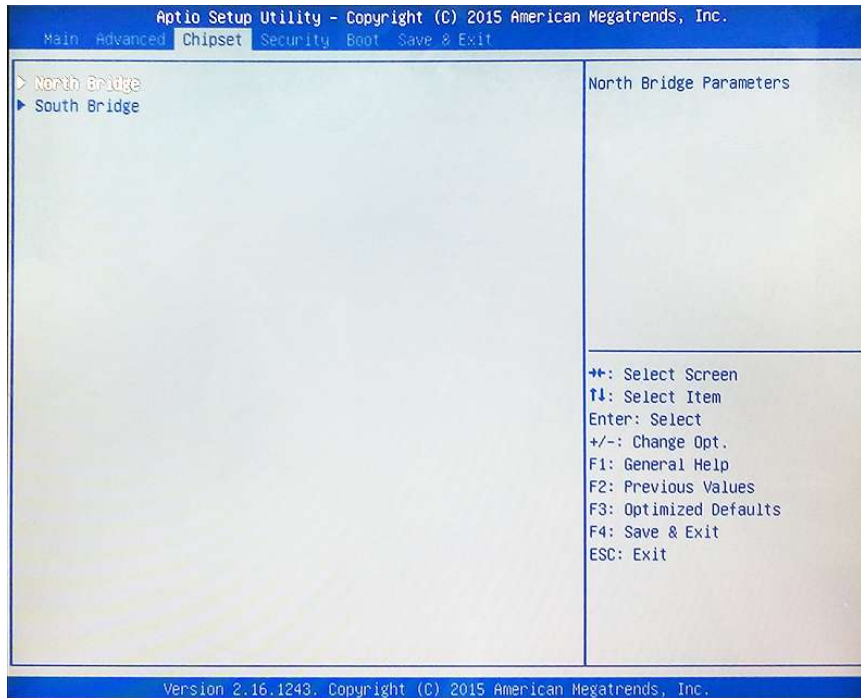 Aptio Setup Utility - Copyright (C) 2015 American Megatrends, Inc.
Main Advanced Chipset Security Boot Save & Exit
North Bridge
South Bridge
North Bridge Parameters
→←: Select Screen
↑↓: Select Item
Enter: Select
+/-: Change Opt.
F1: General Help
F2: Previous Values
F3: Optimized Defaults
F4: Save & Exit
ESC: Exit
Version 2.16.1243. Copyright (C) 2015 American Megatrends, Inc.